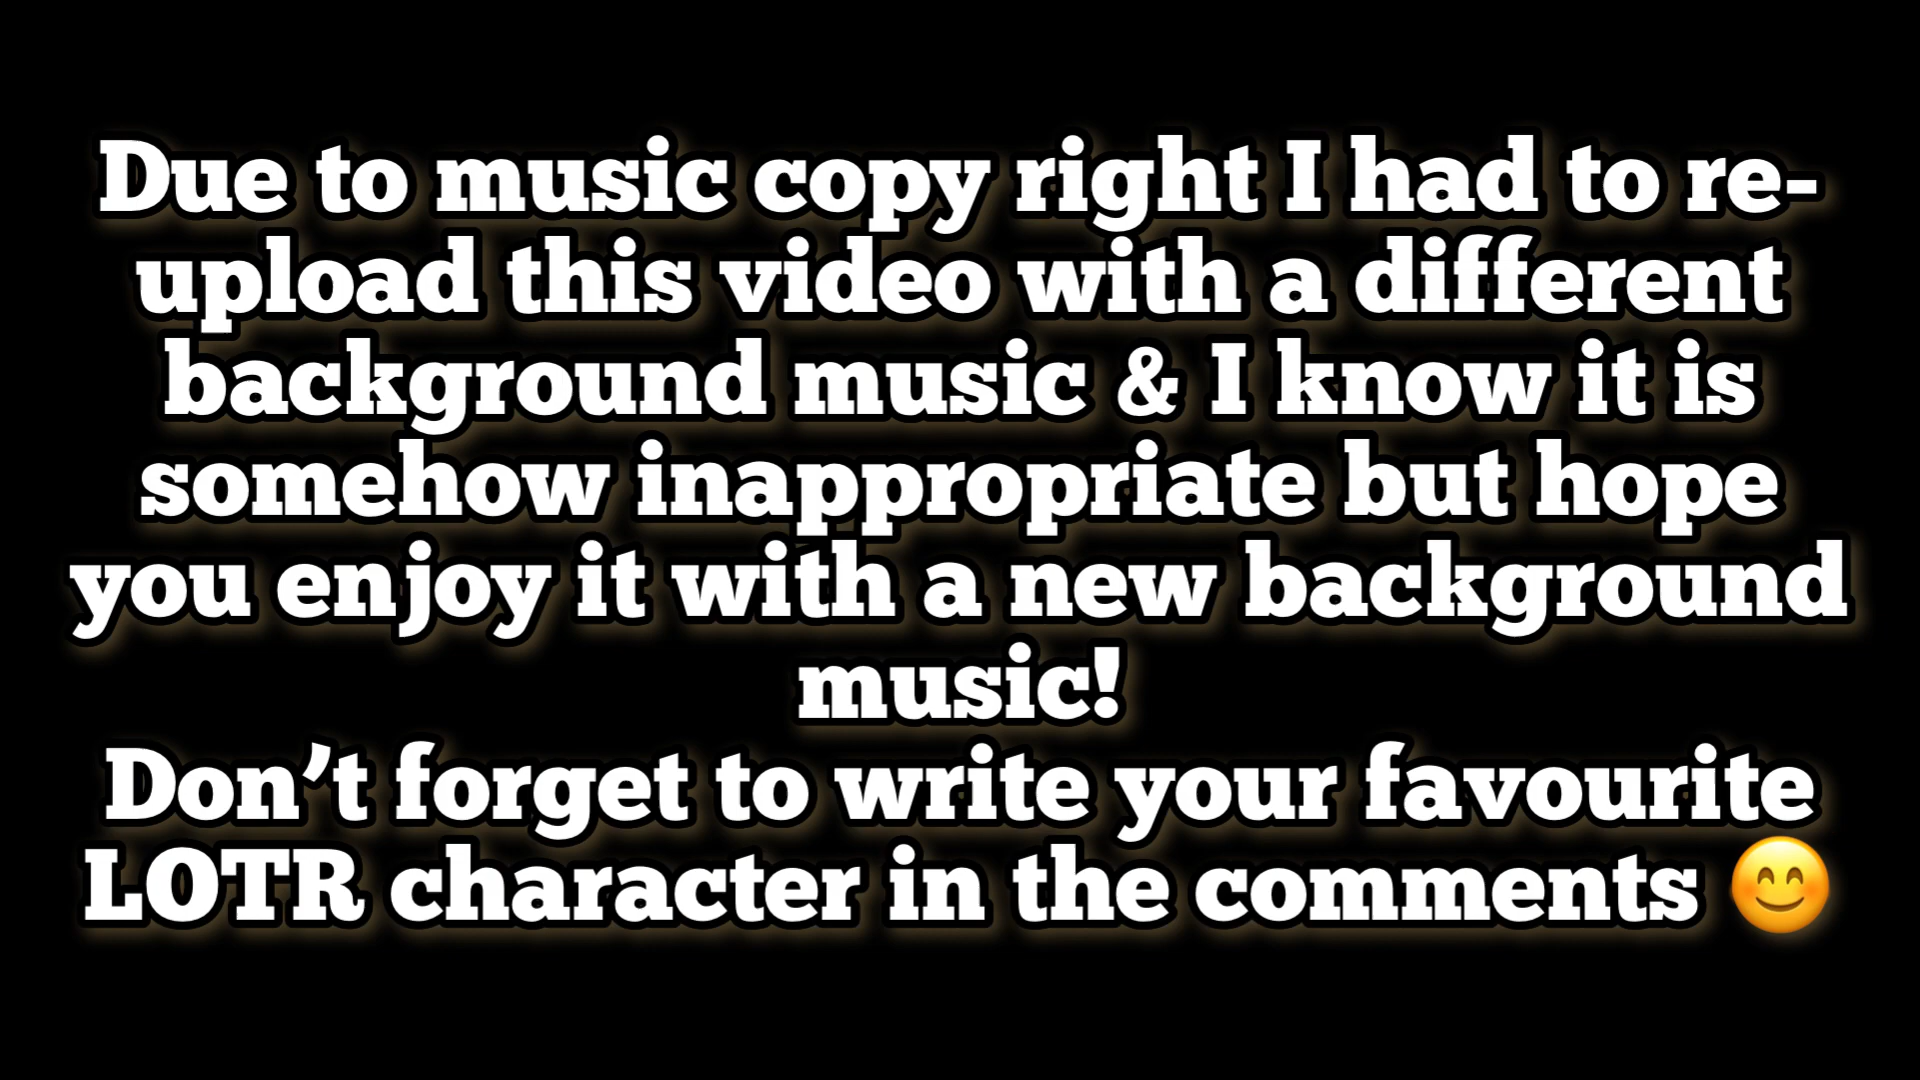 Due to music copy right I had to re-
upload this video with a different
background music & I know it is
somehow inappropriate but hope
you enjoy it with a new background
music!
Don’t forget to write your favourite
LOTR character in the comments 😊